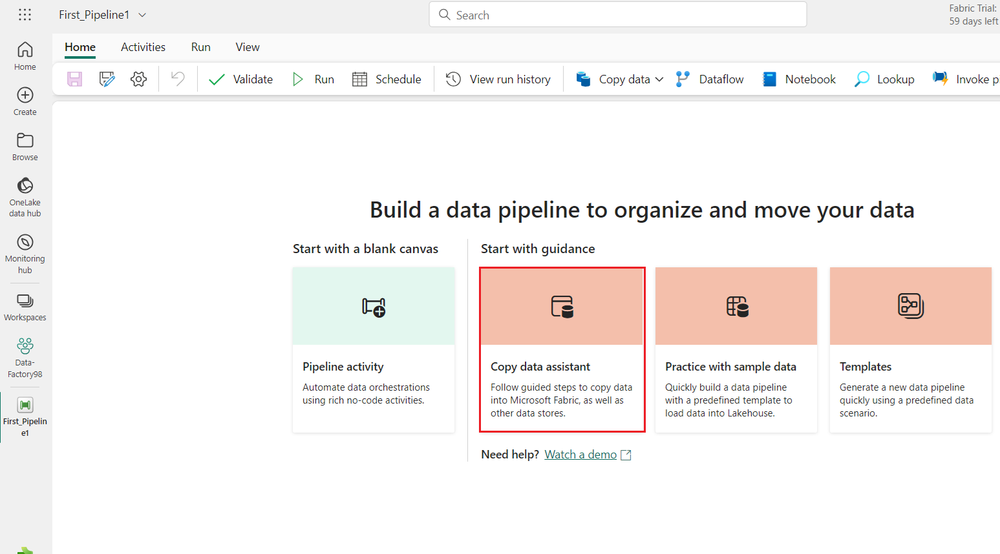 First_Pipeline1
Search
Fabric Trial:
59 days left
Home
Activities
Run
View
Validate
Run
Schedule
View run history
Copy data
Dataflow
Notebook
Lookup
Invoke p
Home
Create
Browse
OneLake
data hub
Monitoring
hub
Workspaces
Data-
Factory98
First_Pipelin
e1
Build a data pipeline to organize and move your data
Start with a blank canvas
Start with guidance
Pipeline activity
Automate data orchestrations
using rich no-code activities.
Copy data assistant
Follow guided steps to copy data
into Microsoft Fabric, as well as
other data stores.
Practice with sample data
Quickly build a data pipeline
with a predefined template to
load data into Lakehouse.
Templates
Generate a new data pipeline
quickly using a predefined data
scenario.
Need help? Watch a demo